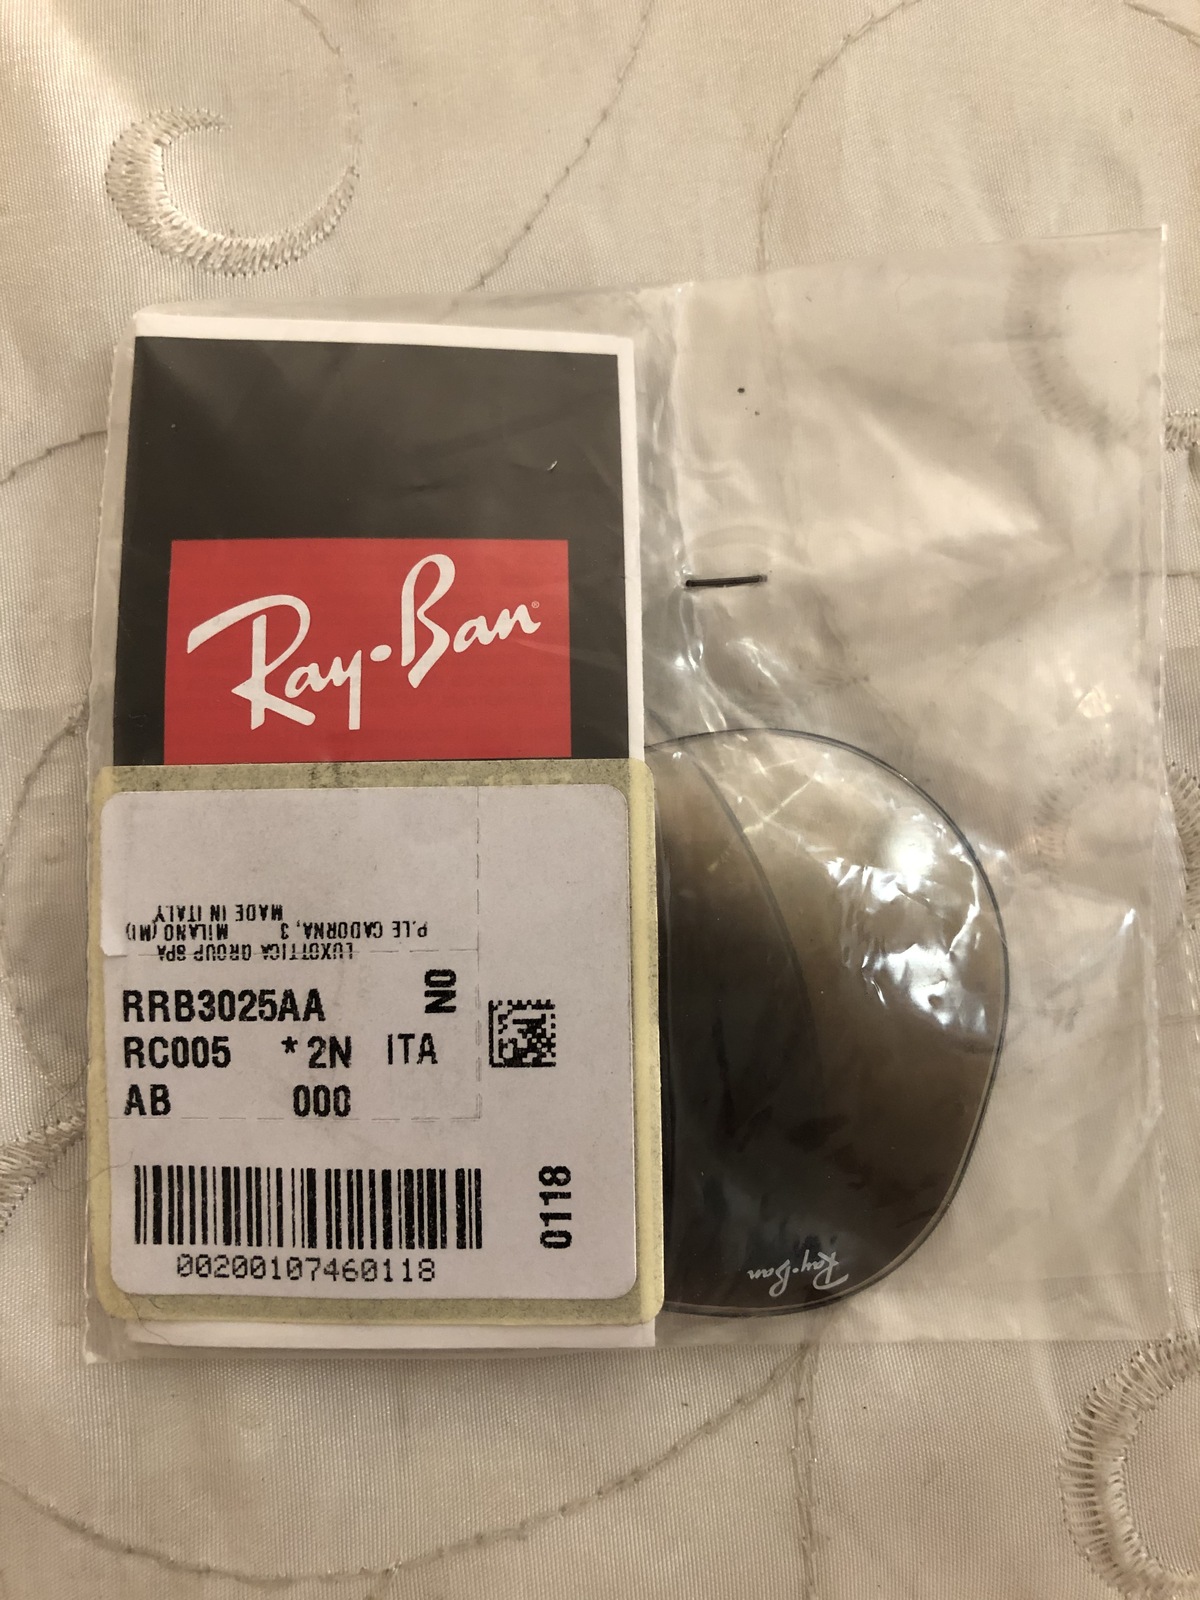 Ray-Ban®
MADE IN ITALY
P.LE CADORNA, 3 MILANO (MI)
LUXOTTICA GROUP SPA
RRB3025AA
NO
RC005 * 2N ITA
AB 000
0118
00200107460118
Ray-Ban